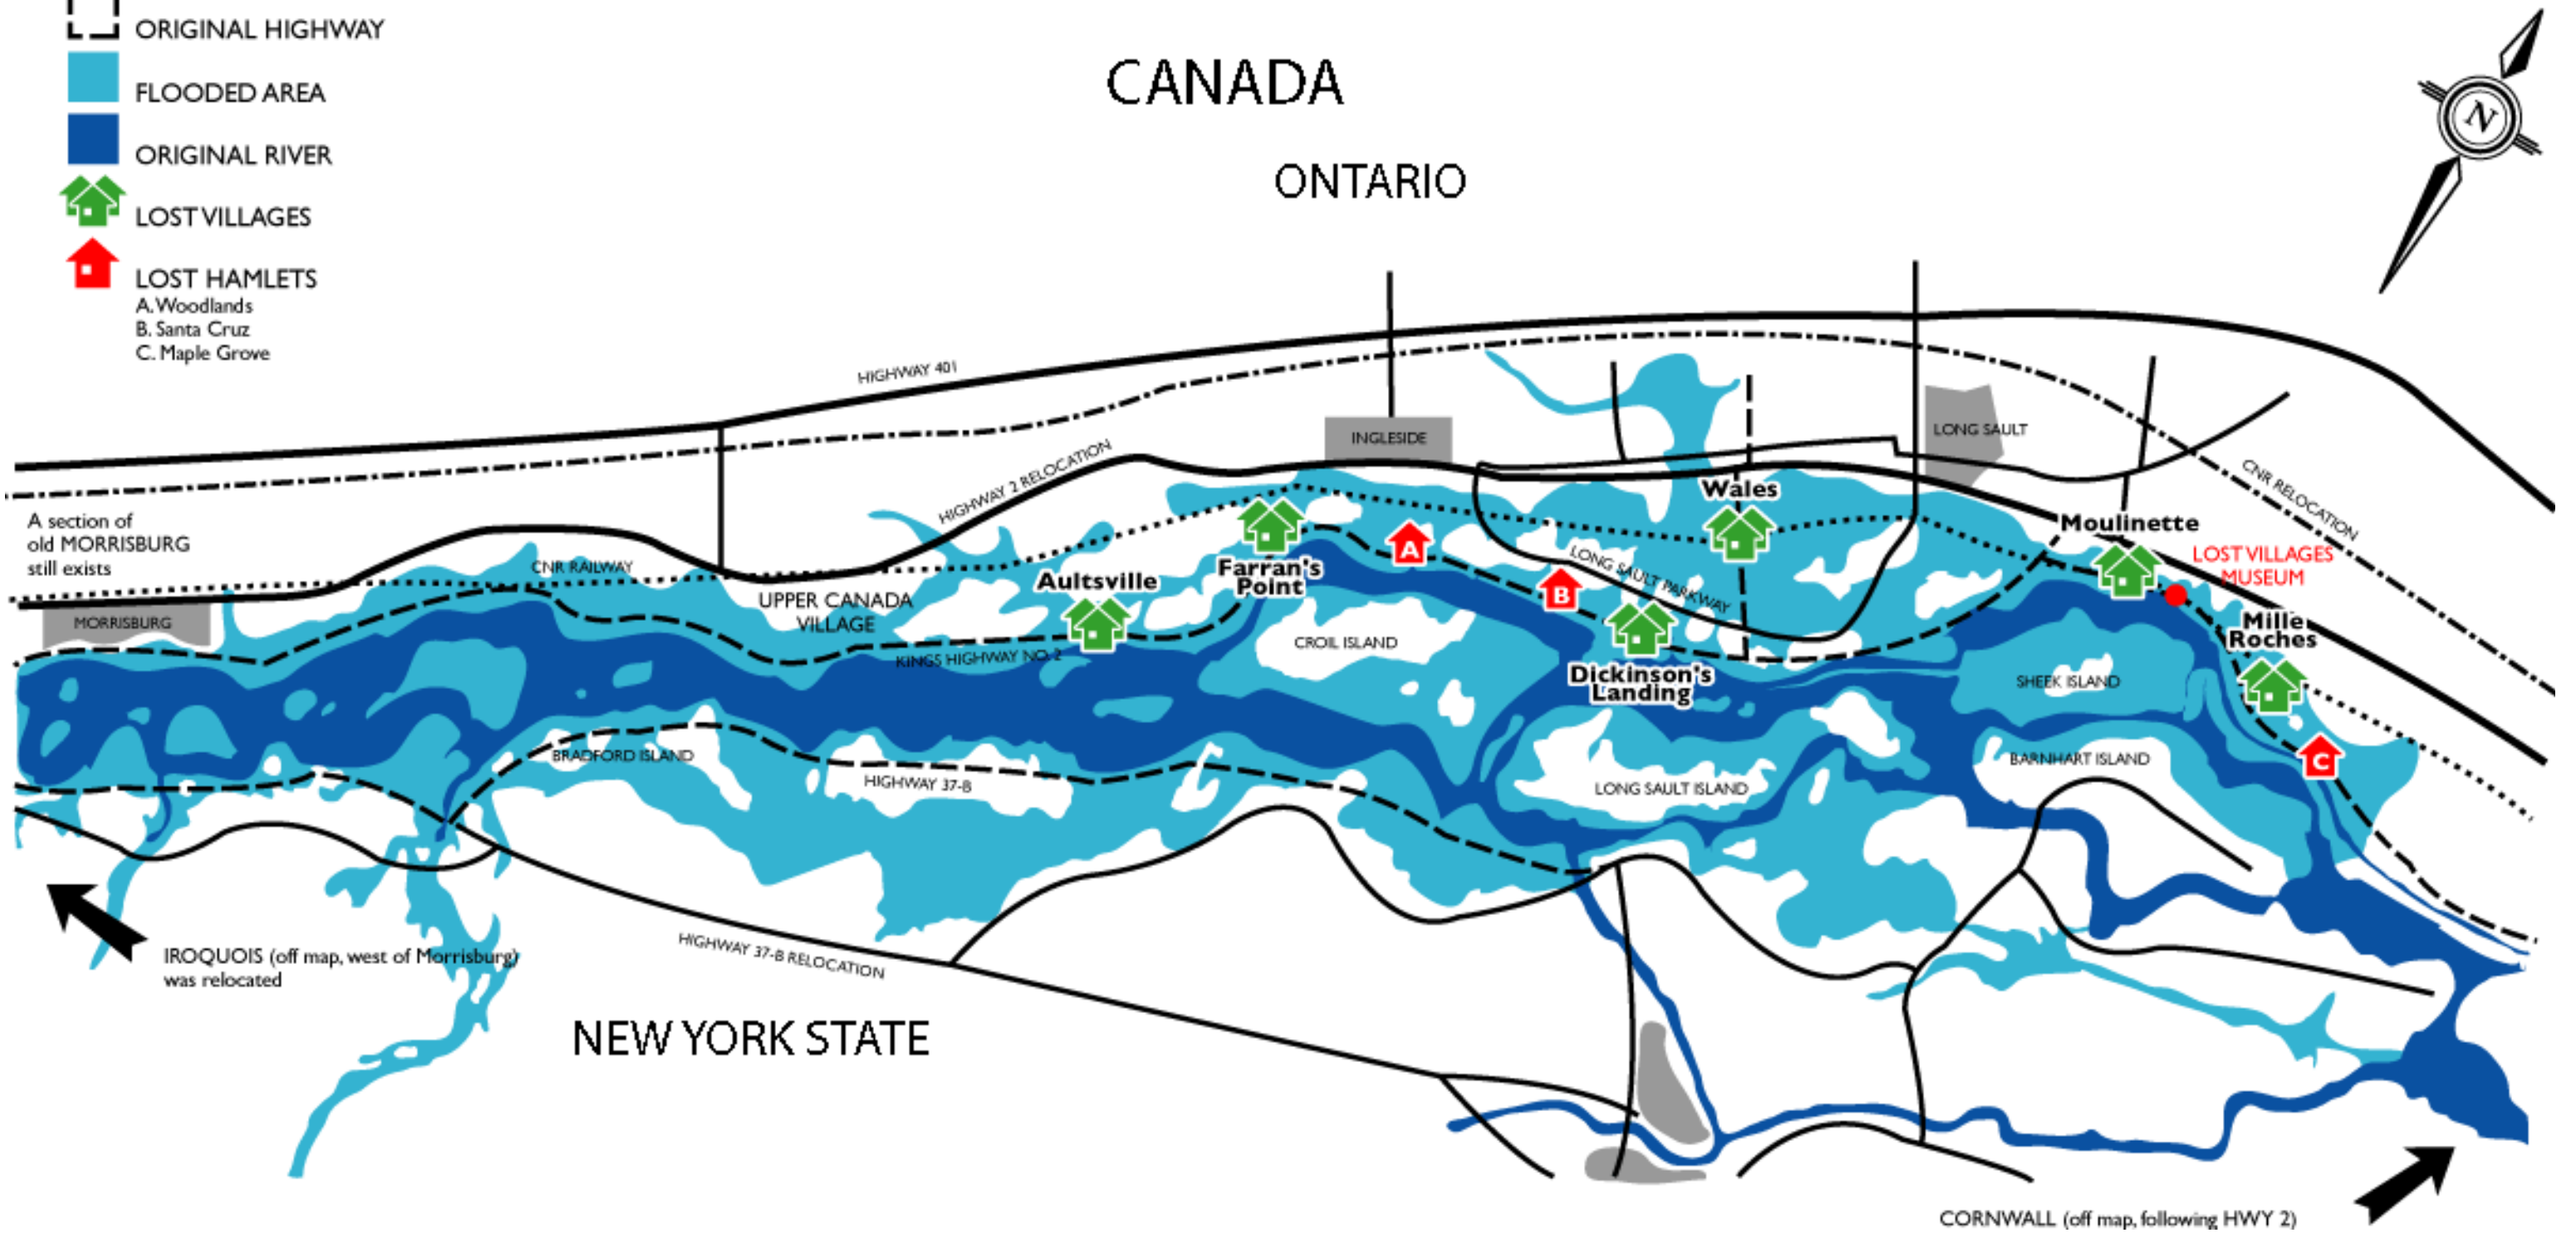 ORIGINAL HIGHWAY
FLOODED AREA
ORIGINAL RIVER
LOST VILLAGES
LOST HAMLETS
A. Woodlands
B. Santa Cruz
C. Maple Grove
CANADA
ONTARIO
N
HIGHWAY 401
HIGHWAY 2 RELOCATION
INGLESIDE
LONG SAULT
CNR RELOCATION
A section of
old MORRISBURG
still exists
MORRISBURG
CNR RAILWAY
UPPER CANADA
VILLAGE
KINGS HIGHWAY NO. 2
Aultsville
Farran's
Point
A
B
Wales
LONG SAULT PARKWAY
Dickinson's
Landing
Moulinette
LOST VILLAGES
MUSEUM
Mille
Roches
C
CROIL ISLAND
SHEEK ISLAND
BARNHART ISLAND
LONG SAULT ISLAND
BRADFORD ISLAND
HIGHWAY 37-B
HIGHWAY 37-B RELOCATION
IROQUOIS (off map, west of Morrisburg)
was relocated
NEW YORK STATE
CORNWALL (off map, following HWY 2)